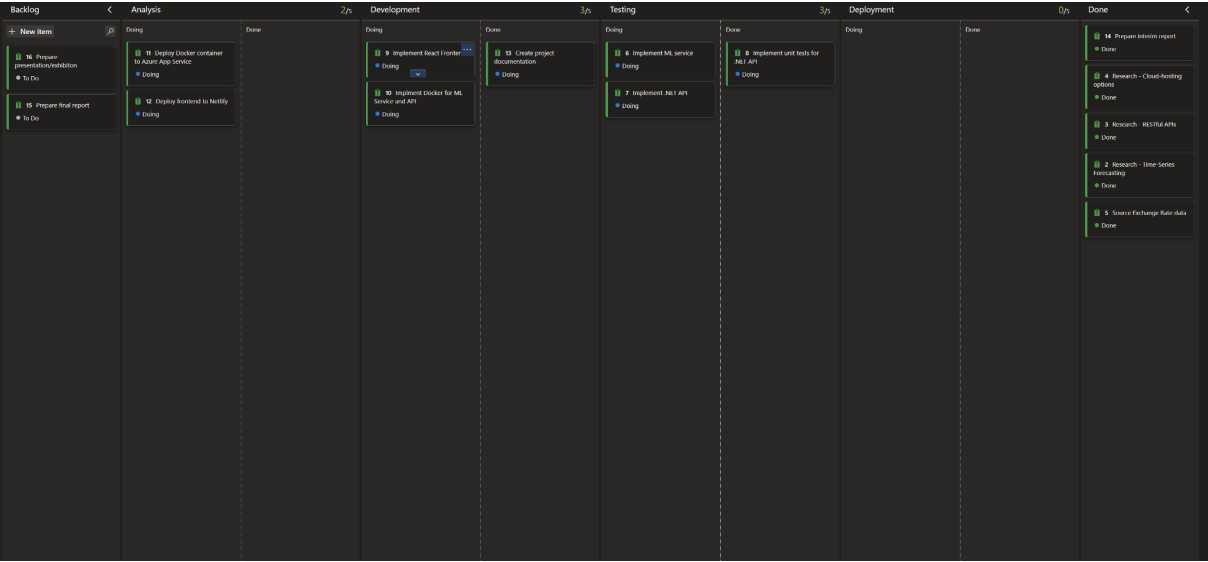 Backlog
+ New item
16 Prepare
presentation/exhibiton
To Do
15 Prepare final report
To Do
Analysis
2/5
Doing
Done
11 Deploy Docker container
to Azure App Service
Doing
12 Deploy frontend to Netlify
Doing
Development
3/5
Doing
Done
9 Implement React Fronter
Doing
10 Implment Docker for ML
Service and API
Doing
13 Create project
documentation
Doing
Testing
3/5
Doing
Done
6 Implement ML service
Doing
7 Implement .NET API
Doing
8 Implement unit tests for
.NET API
Doing
Deployment
0/5
Doing
Done
Done
14 Prepare interim report
Done
4 Research - Cloud-hosting
options
Done
3 Research - RESTful APIs
Done
2 Research - Time-Series
Forecasting
Done
5 Source Exchange Rate data
Done